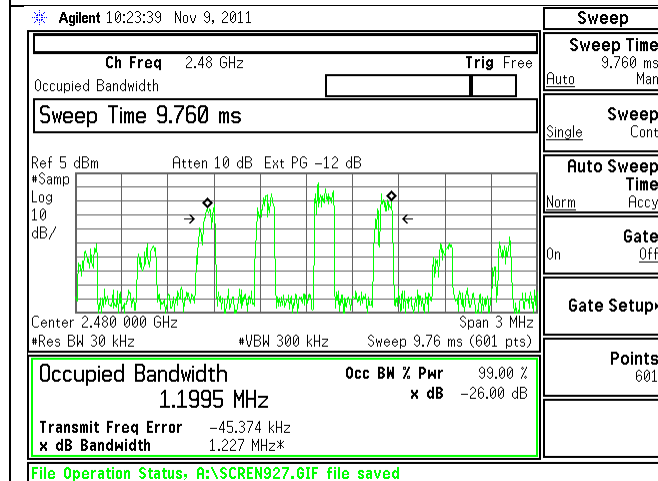 Agilent 10:23:39 Nov 9, 2011
Sweep
Ch Freq 2.48 GHz Trig Free
Occupied Bandwidth
Sweep Time 9.760 ms
Ref 5 dBm Atten 10 dB Ext PG -12 dB
#Samp
Log
10
dB/
Center 2.480 000 GHz Span 3 MHz
#Res BW 30 kHz #VBW 300 kHz Sweep 9.76 ms (601 pts)
Occupied Bandwidth Occ BW % Pwr 99.00 %
1.1995 MHz x dB -26.00 dB
Transmit Freq Error -45.374 kHz
x dB Bandwidth 1.227 MHz*
File Operation Status, A:\SCREN927.GIF file saved
Sweep Time
9.760 ms
Auto Man
Sweep
Single Cont
Auto Sweep
Time
Norm Accy
Gate
On Off
Gate Setup
Points
601